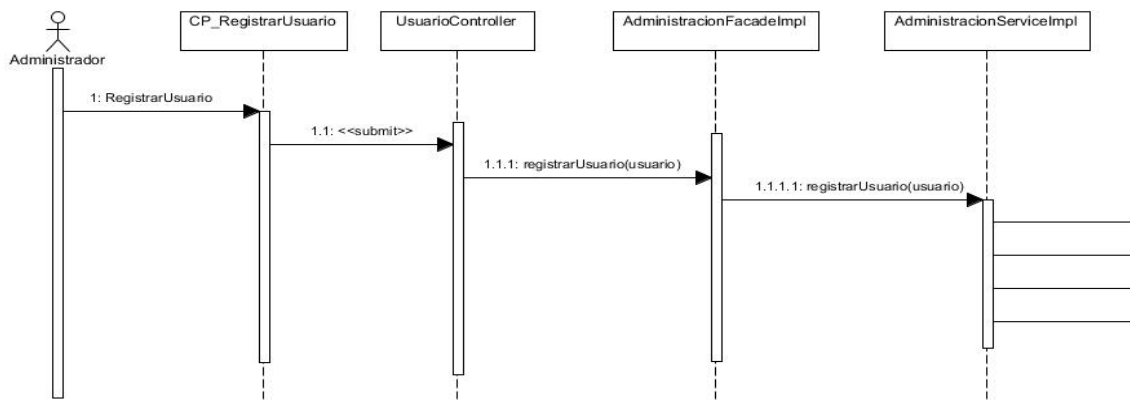 CP_RegistrarUsuario
UsuarioController
AdministracionFacadeImpl
AdministracionServiceImpl
Administrador
1: RegistrarUsuario
1.1: <<submit>>
1.1.1: registrarUsuario(usuario)
1.1.1.1: registrarUsuario(usuario)